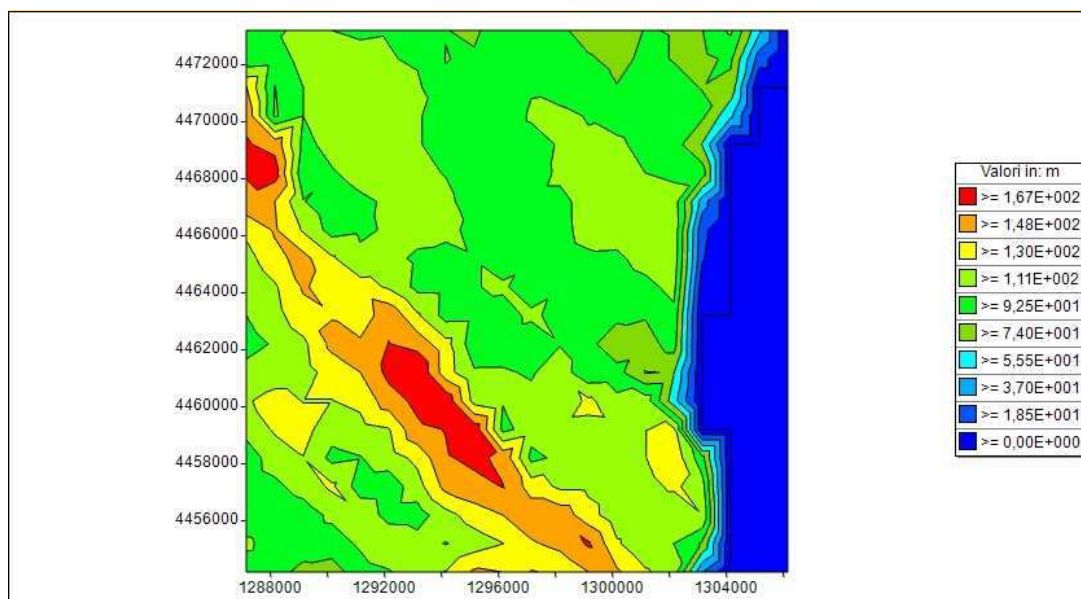 4472000
4470000
4468000
4466000
4464000
4462000
4460000
4458000
4456000
1288000 1292000 1296000 1300000 1304000
Valori in: m
>= 1,67E+002
>= 1,48E+002
>= 1,30E+002
>= 1,11E+002
>= 9,25E+001
>= 7,40E+001
>= 5,55E+001
>= 3,70E+001
>= 1,85E+001
>= 0,00E+000